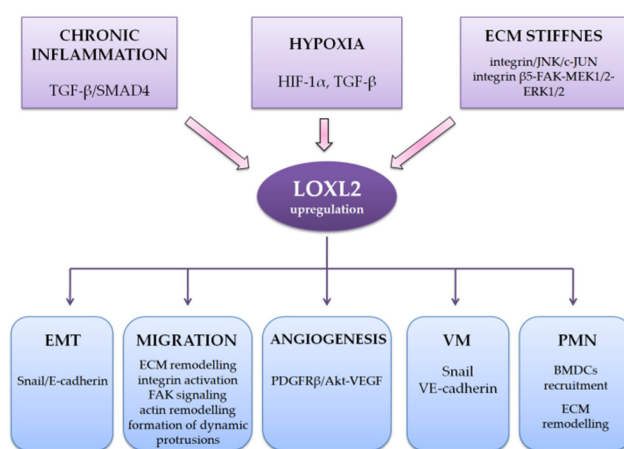 CHRONIC
INFLAMMATION
TGF-β/SMAD4
HYPOXIA
HIF-1α, TGF-β
ECM STIFFNES
integrin/JNK/c-JUN
integrin β5-FAK-MEK1/2-
ERK1/2
LOXL2
upregulation
EMT
Snail/E-cadherin
MIGRATION
ECM remodelling
integrin activation
FAK signaling
actin remodelling
formation of dynamic
protrusions
ANGIOGENESIS
PDGFRβ/Akt-VEGF
VM
Snail
VE-cadherin
PMN
BMDCs
recruitment
ECM
remodelling